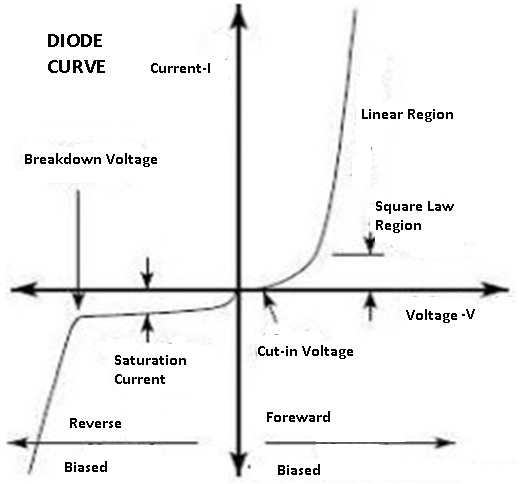 DIODE
CURVE
Current-I
Linear Region
Breakdown Voltage
Square Law
Region
Voltage -V
Cut-in Voltage
Saturation
Current
Reverse
Biased
Foreward
Biased